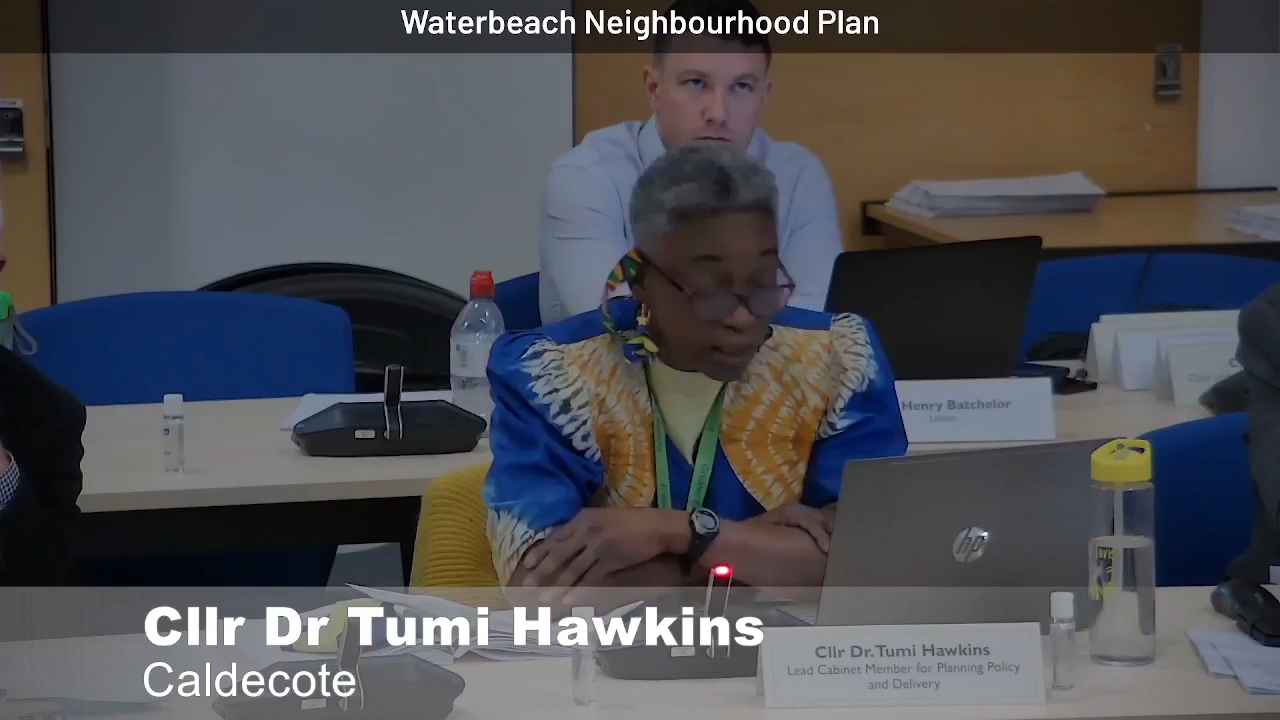 Waterbeach Neighbourhood Plan
Henry Batchelor
Linton
hp
Cllr Dr Tumi Hawkins
Caldecote
Cllr Dr. Tumi Hawkins
Lead Cabinet Member for Planning Policy
and Delivery